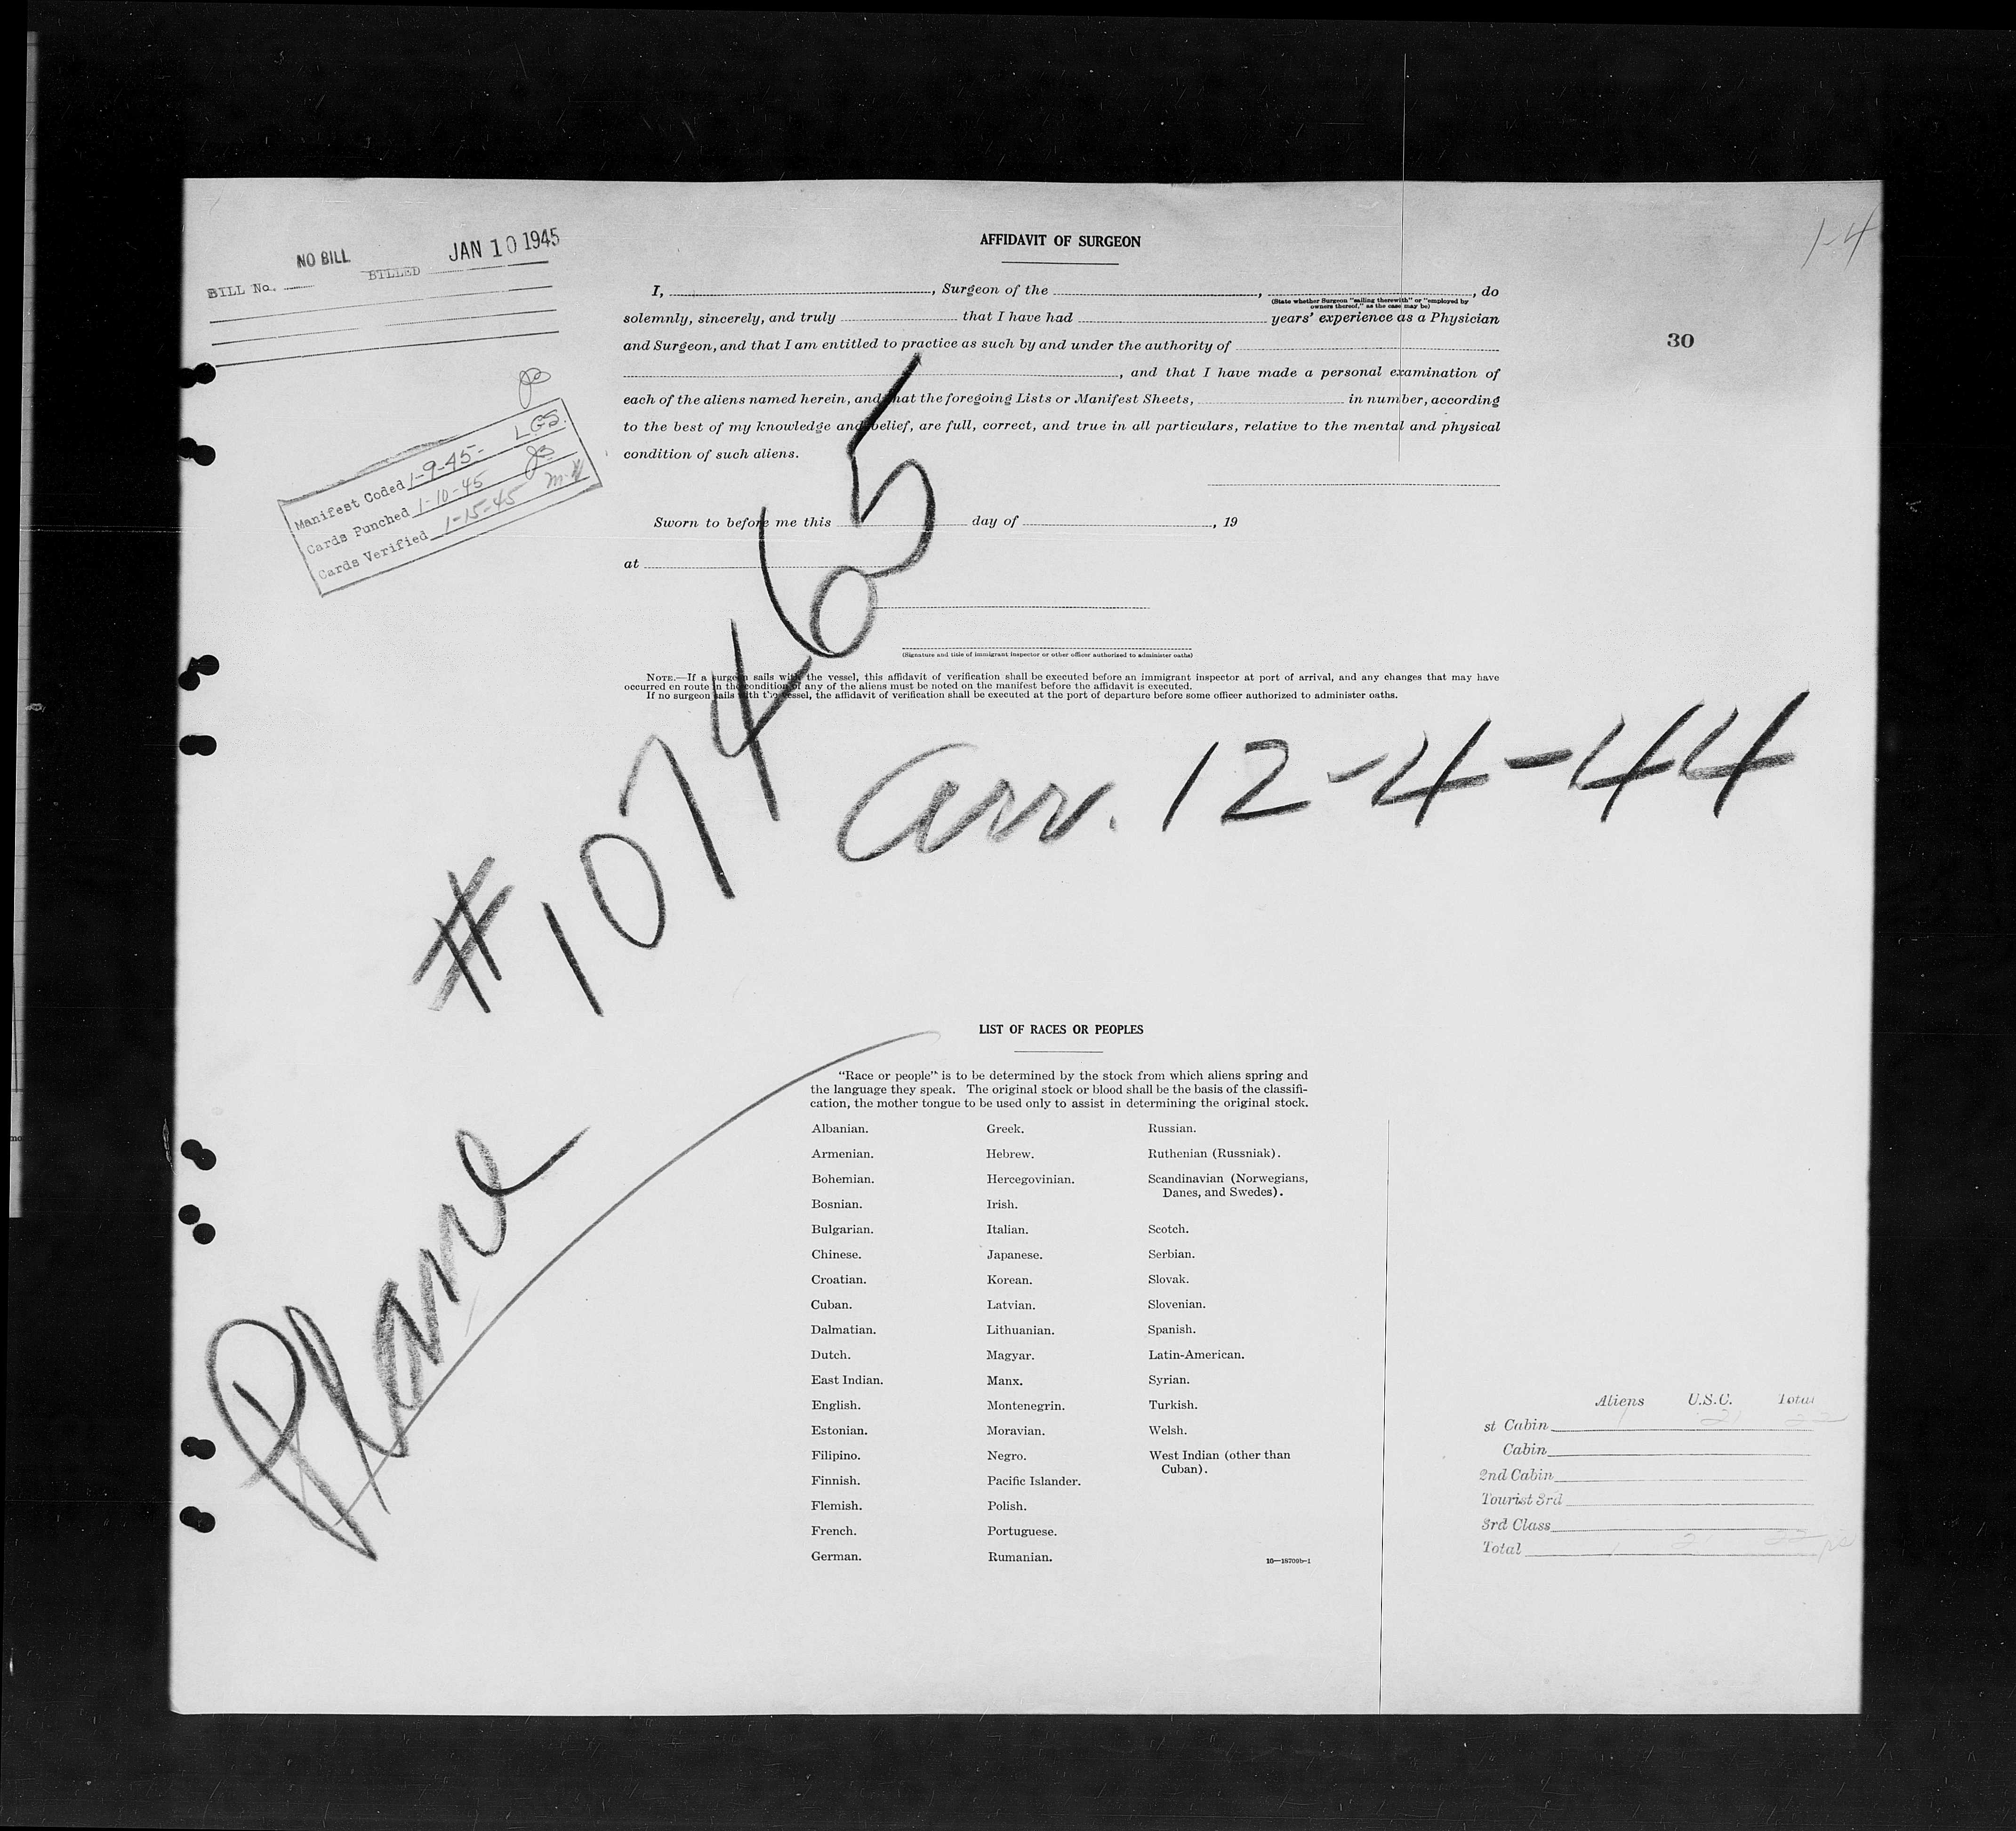 NO BILL JAN 10 1945
BILL No. BILLED
Manifest Coded 1-9-45- LGS.
Cards Punched 1-10-45
Cards Verified 1-15-45
1-4
30
AFFIDAVIT OF SURGEON
I, , Surgeon of the , , do
(State whether Surgeon "sailing therewith" or "employed by
owners thereof," as the case may be)
solemnly, sincerely, and truly that I have had years' experience as a Physician
and Surgeon, and that I am entitled to practice as such by and under the authority of
, and that I have made a personal examination of
each of the aliens named herein, and that the foregoing Lists or Manifest Sheets, in number, according
to the best of my knowledge and belief, are full, correct, and true in all particulars, relative to the mental and physical
condition of such aliens.
Sworn to before me this day of , 19
at
(Signature and title of immigrant inspector or other officer authorized to administer oaths)
NOTE.—If a surgeon sails with the vessel, this affidavit of verification shall be executed before an immigrant inspector at port of arrival, and any changes that may have
occurred en route in the condition of any of the aliens must be noted on the manifest before the affidavit is executed.
If no surgeon sails with the vessel, the affidavit of verification shall be executed at the port of departure before some officer authorized to administer oaths.
#107465
arr. 12-4-44
Plane
LIST OF RACES OR PEOPLES
"Race or people" is to be determined by the stock from which aliens spring and
the language they speak. The original stock or blood shall be the basis of the classifi-
cation, the mother tongue to be used only to assist in determining the original stock.
Albanian.
Armenian.
Bohemian.
Bosnian.
Bulgarian.
Chinese.
Croatian.
Cuban.
Dalmatian.
Dutch.
East Indian.
English.
Estonian.
Filipino.
Finnish.
Flemish.
French.
German.
Greek.
Hebrew.
Hercegovinian.
Irish.
Italian.
Japanese.
Korean.
Latvian.
Lithuanian.
Magyar.
Manx.
Montenegrin.
Moravian.
Negro.
Pacific Islander.
Polish.
Portuguese.
Rumanian.
Russian.
Ruthenian (Russniak).
Scandinavian (Norwegians,
Danes, and Swedes).
Scotch.
Serbian.
Slovak.
Slovenian.
Spanish.
Latin-American.
Syrian.
Turkish.
Welsh.
West Indian (other than
Cuban).
10—18709b-1
Aliens U.S.C. Total
st Cabin 1 21 22
Cabin
2nd Cabin
Tourist 3rd
3rd Class
Total 1 21 22